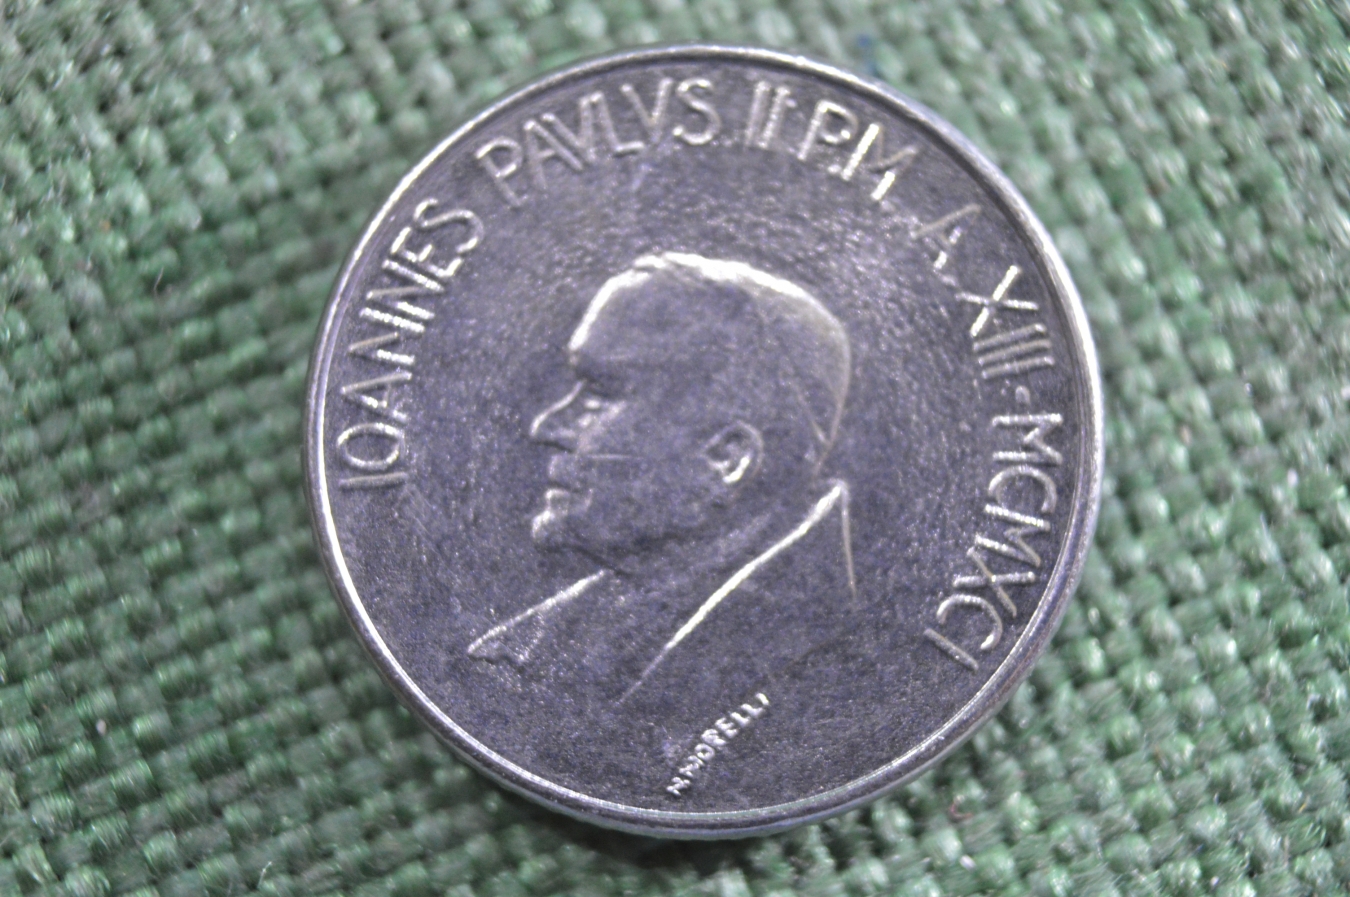 IOANNES PAVLVS II P.M. A. XIII - MCMXCI
M. MORELLI